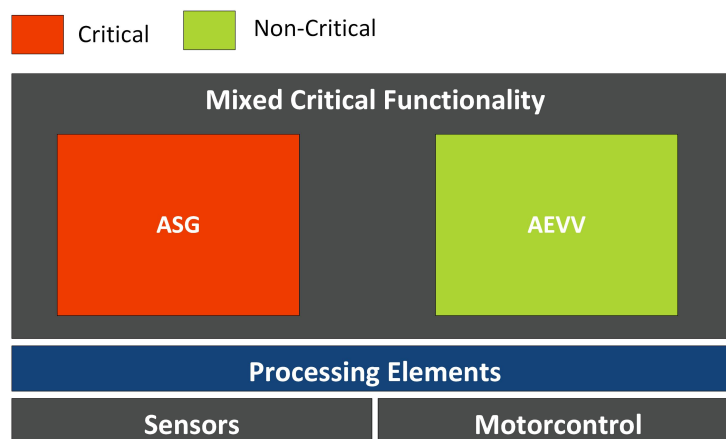 Critical
Non-Critical
Mixed Critical Functionality
ASG
AEVV
Processing Elements
Sensors
Motorcontrol